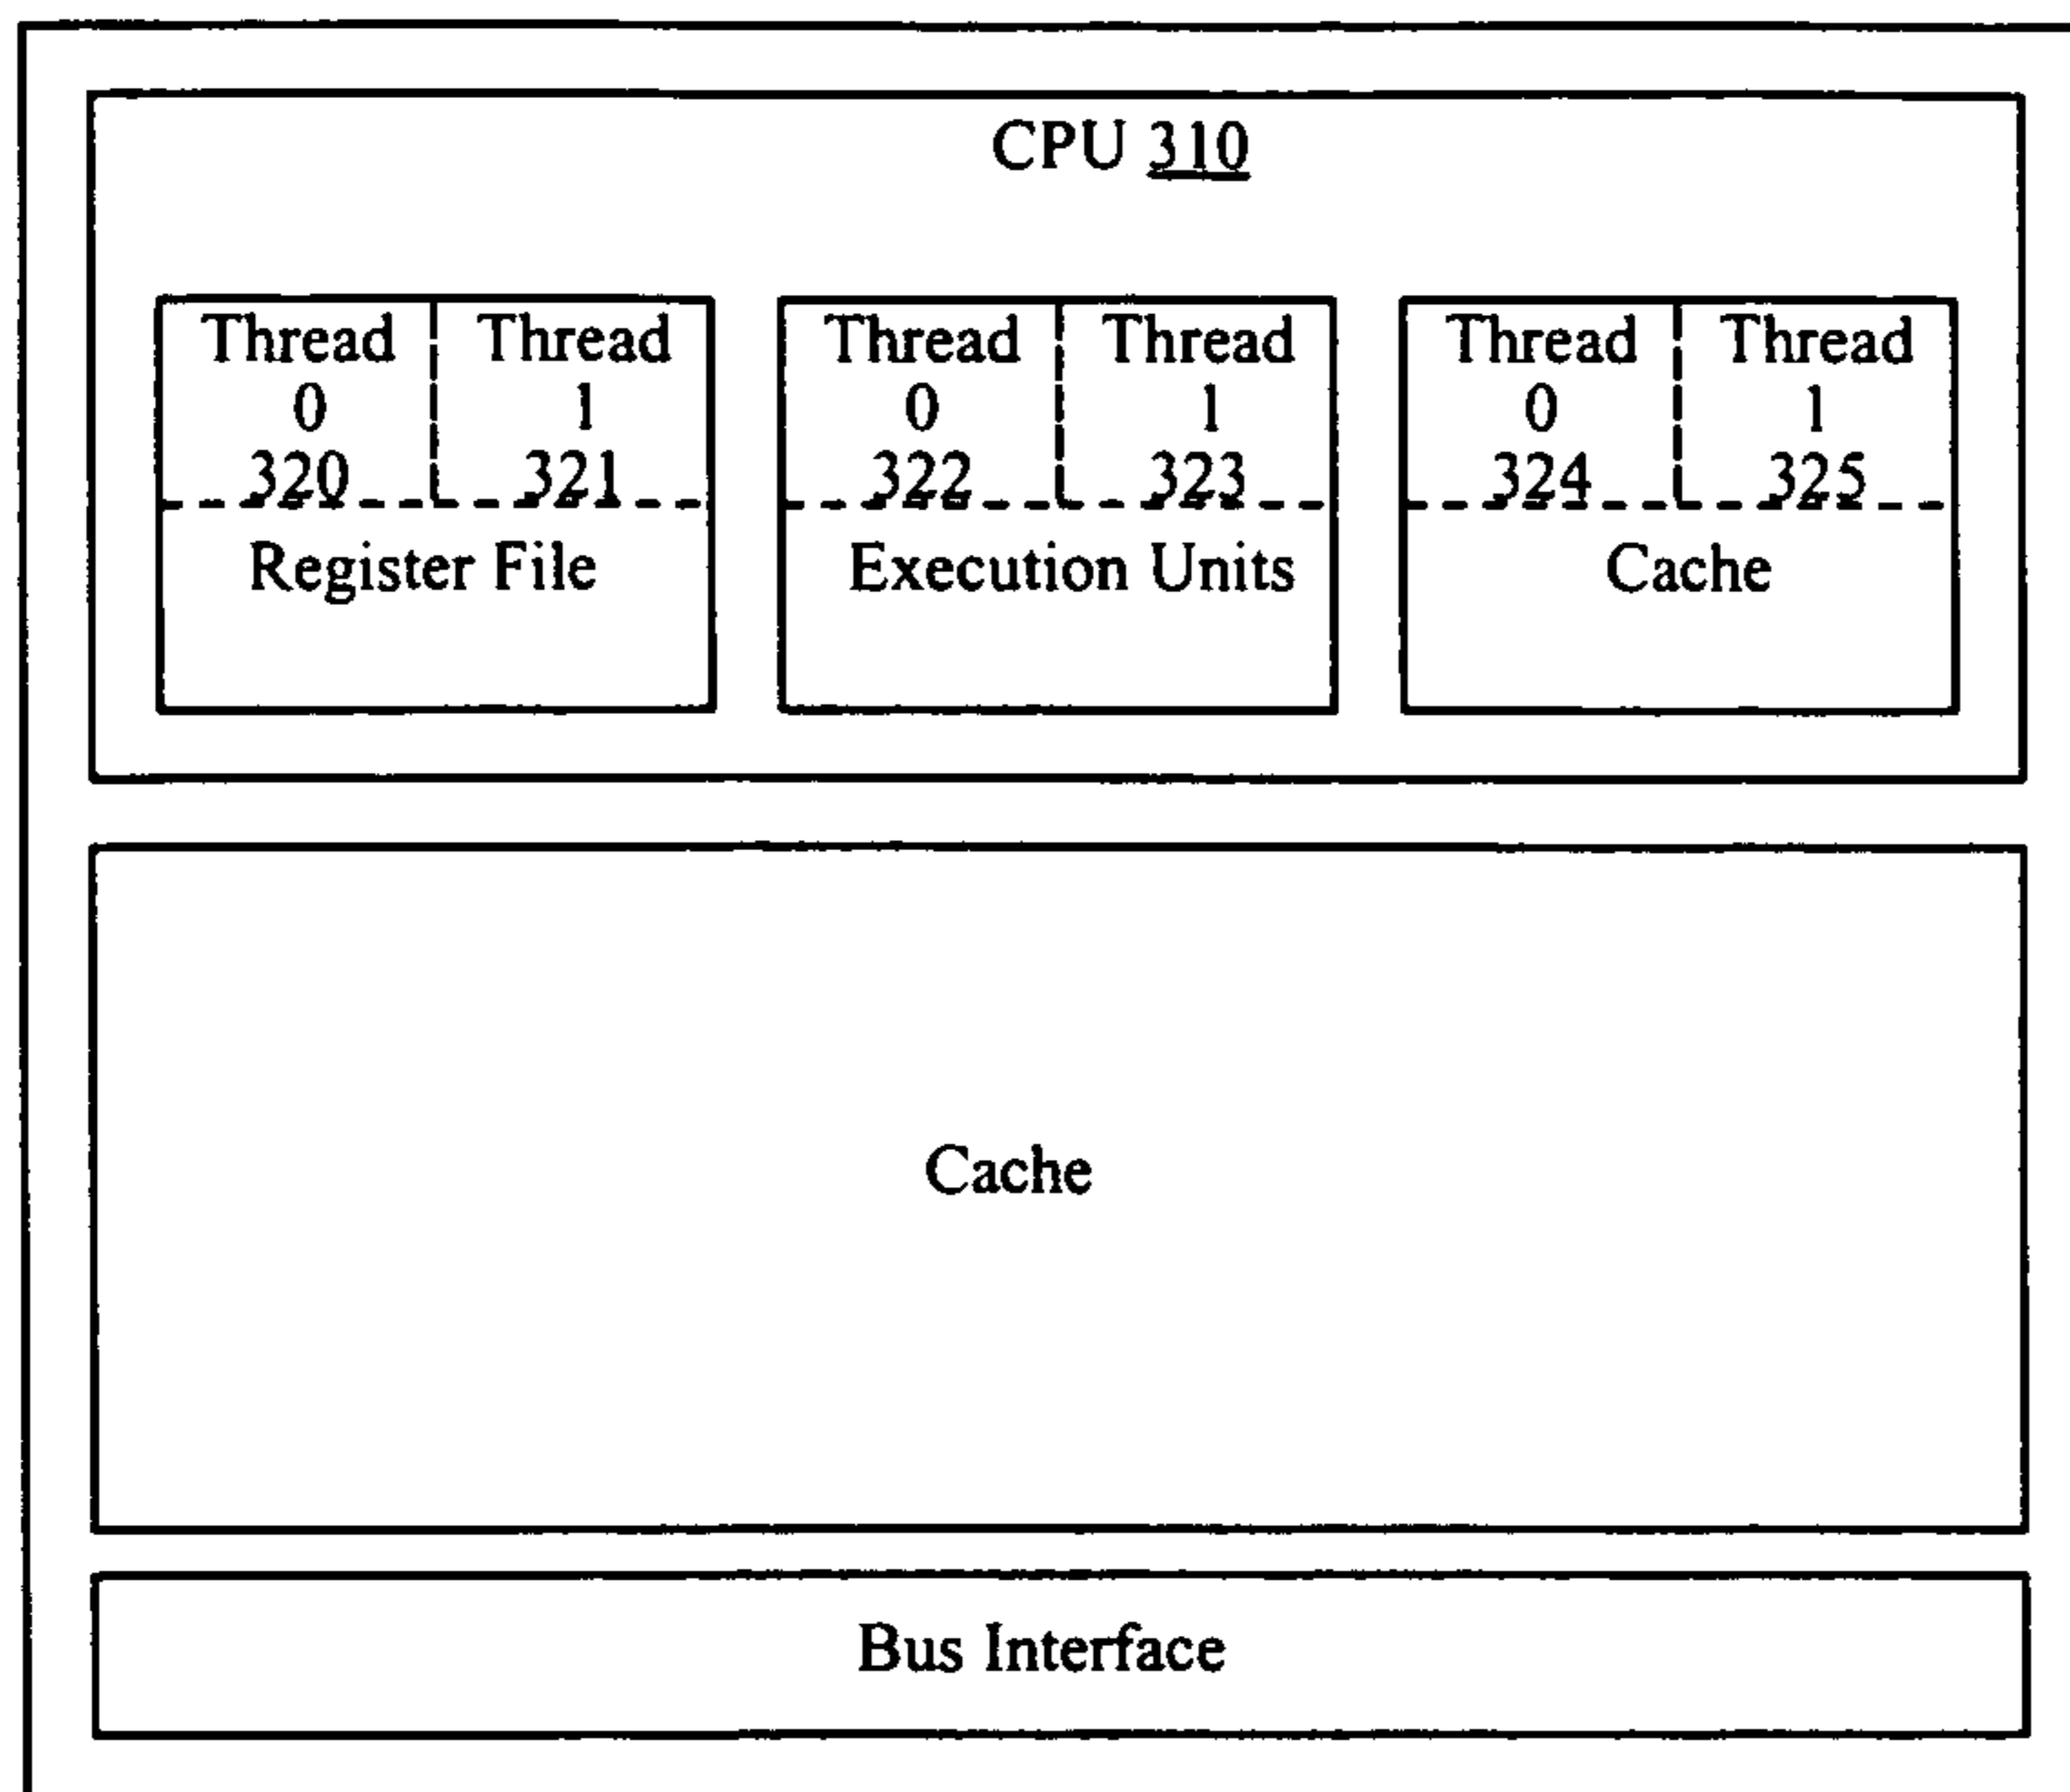 CPU 310
Thread Thread Thread Thread Thread Thread
0 1 0 1 0 1
320 321 322 323 324 325
Register File Execution Units Cache
Cache
Bus Interface